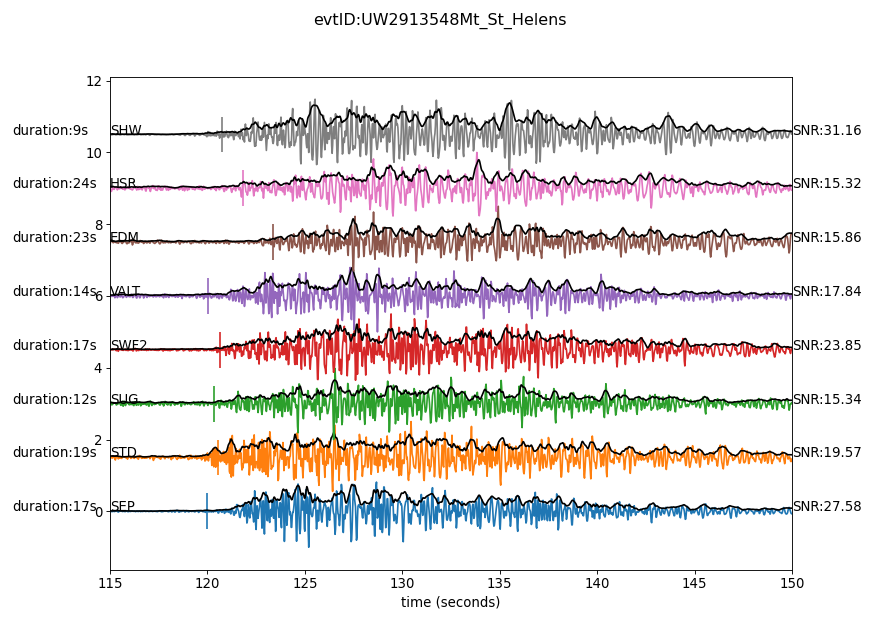 evtID:UW2913548Mt_St_Helens
12
duration:9s SHW SNR:31.16
10
duration:24s HSR SNR:15.32
8
duration:23s EDM SNR:15.86
duration:14s VALT SNR:17.84
6
duration:17s SWF2 SNR:23.85
4
duration:12s SUG SNR:15.34
2
duration:19s STD SNR:19.57
duration:17s SEP SNR:27.58
0
115 120 125 130 135 140 145 150
time (seconds)